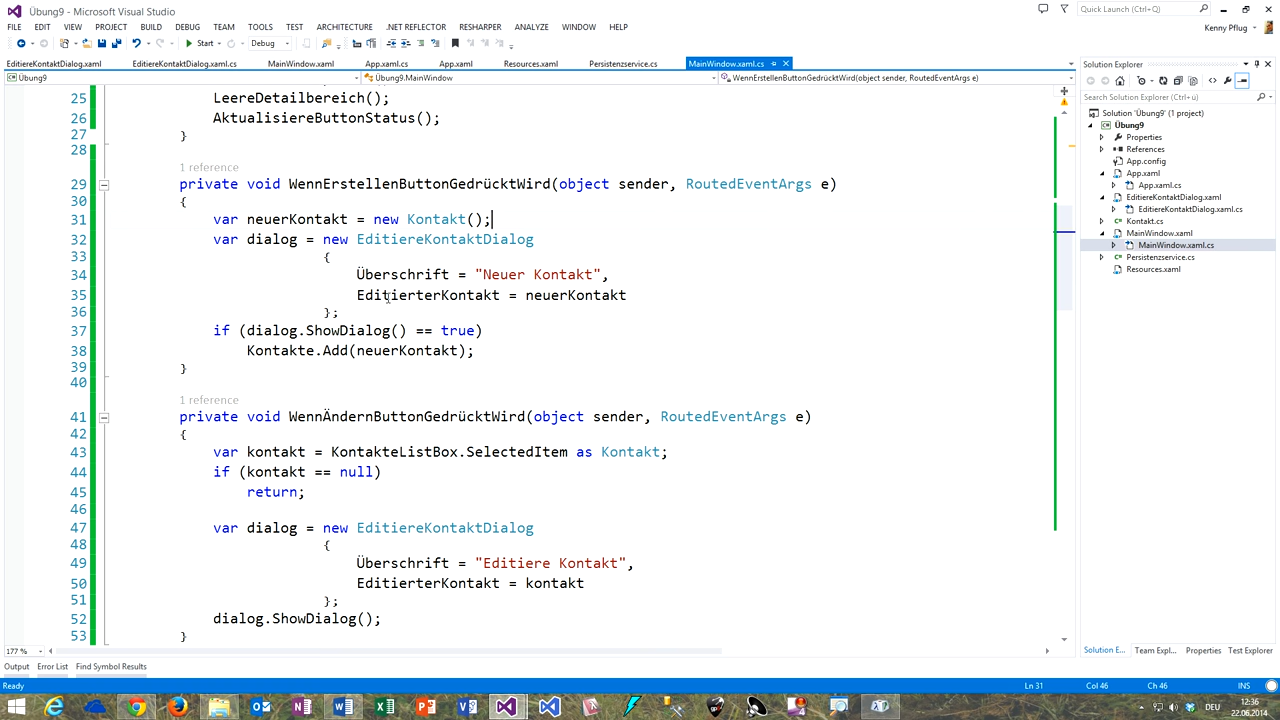 Übung9 - Microsoft Visual Studio
Quick Launch (Ctrl+Q)
FILE EDIT VIEW PROJECT BUILD DEBUG TEAM TOOLS TEST ARCHITECTURE .NET REFLECTOR RESHARPER ANALYZE WINDOW HELP
Kenny Pflug
Start Debug
EditiereKontaktDialog.xaml EditiereKontaktDialog.xaml.cs MainWindow.xaml App.xaml.cs App.xaml Resources.xaml Persistenzservice.cs MainWindow.xaml.cs
Übung9 Übung9.MainWindow WennErstellenButtonGedrücktWird(object sender, RoutedEventArgs e)
25 LeereDetailbereich();
26 AktualisiereButtonStatus();
27 }
28
1 reference
29 private void WennErstellenButtonGedrücktWird(object sender, RoutedEventArgs e)
30 {
31 var neuerKontakt = new Kontakt();
32 var dialog = new EditiereKontaktDialog
33 {
34 Überschrift = "Neuer Kontakt",
35 EditierterKontakt = neuerKontakt
36 };
37 if (dialog.ShowDialog() == true)
38 Kontakte.Add(neuerKontakt);
39 }
40
1 reference
41 private void WennÄndernButtonGedrücktWird(object sender, RoutedEventArgs e)
42 {
43 var kontakt = KontakteListBox.SelectedItem as Kontakt;
44 if (kontakt == null)
45 return;
46
47 var dialog = new EditiereKontaktDialog
48 {
49 Überschrift = "Editiere Kontakt",
50 EditierterKontakt = kontakt
51 };
52 dialog.ShowDialog();
53 }
177 %
Solution Explorer
Search Solution Explorer (Ctrl+ü)
Solution 'Übung9' (1 project)
Übung9
Properties
References
App.config
App.xaml
App.xaml.cs
EditiereKontaktDialog.xaml
EditiereKontaktDialog.xaml.cs
Kontakt.cs
MainWindow.xaml
MainWindow.xaml.cs
Persistenzservice.cs
Resources.xaml
Solution E... Team Expl... Properties Test Explorer
Output Error List Find Symbol Results
Ready Ln 31 Col 46 Ch 46 INS
DEU
12:36
22.06.2014